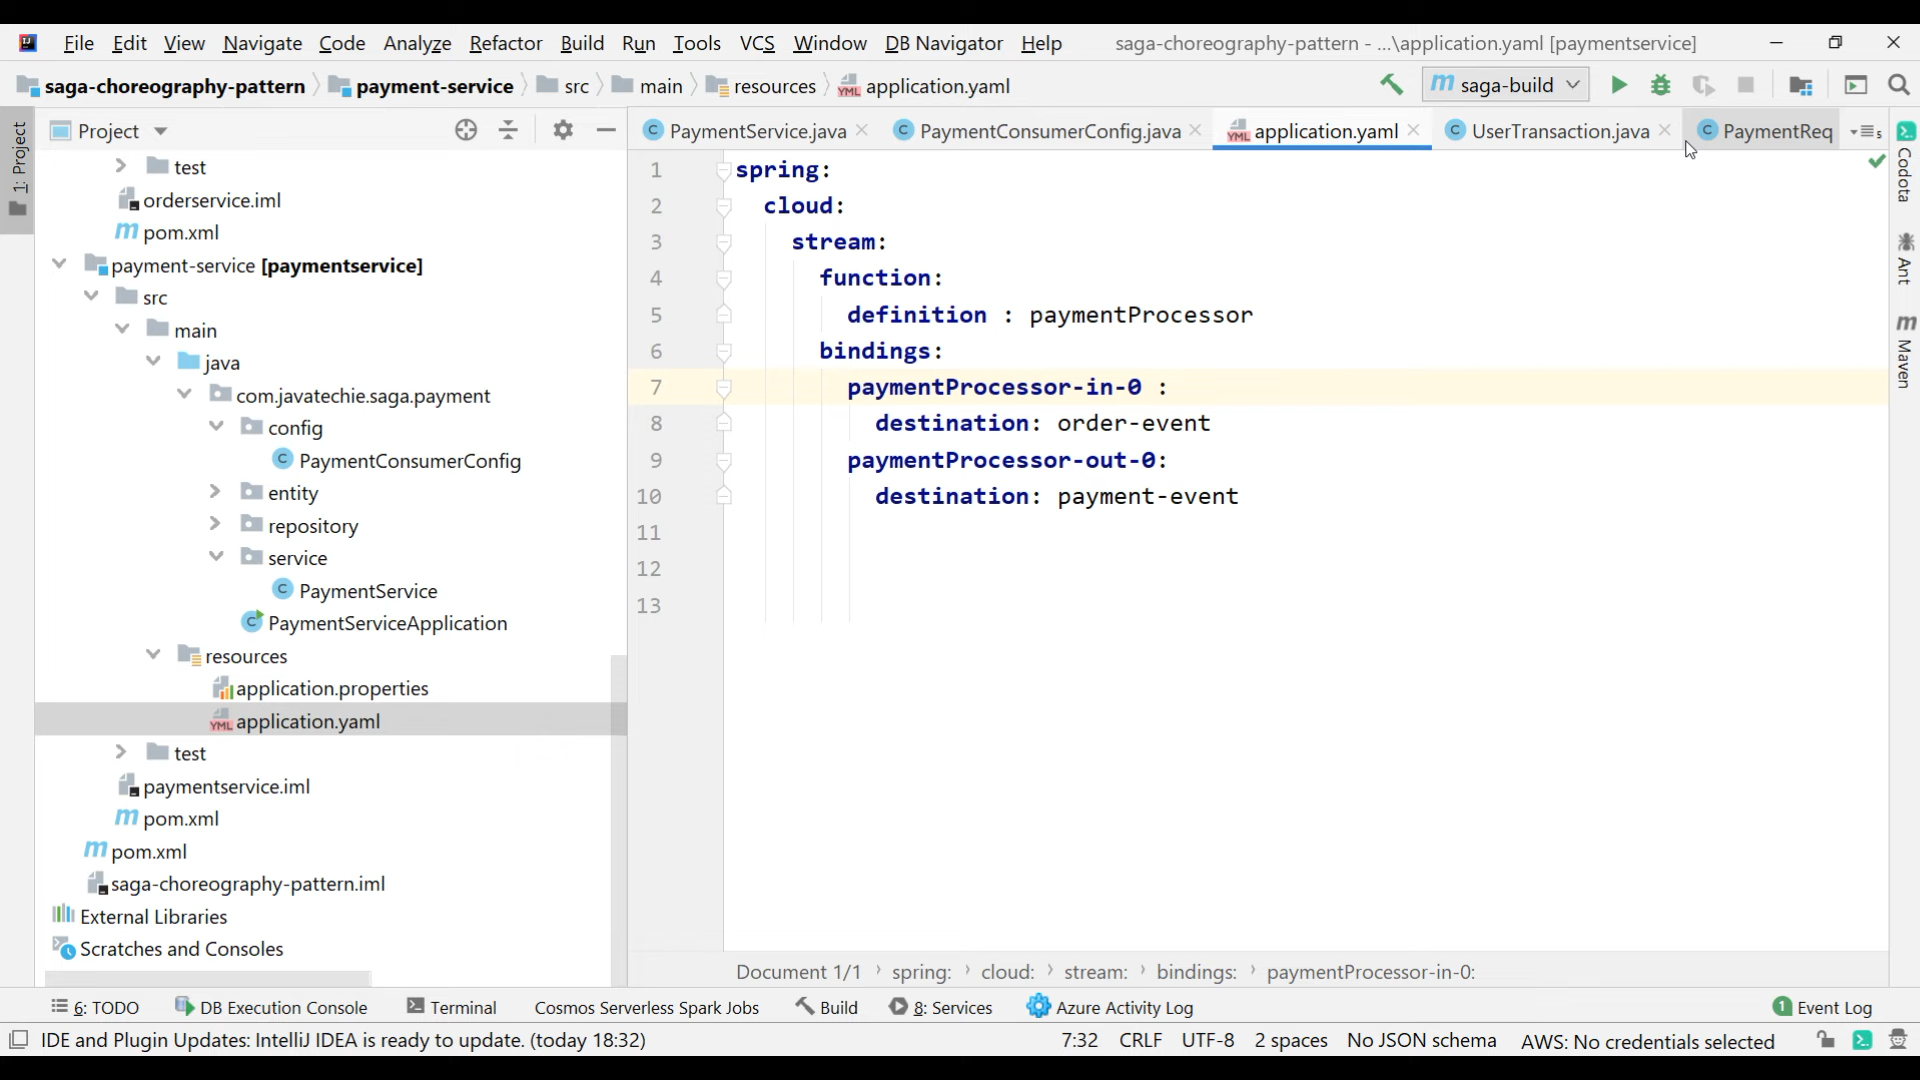 File Edit View Navigate Code Analyze Refactor Build Run Tools VCS Window DB Navigator Help saga-choreography-pattern - ...\application.yaml [paymentservice]
saga-choreography-pattern payment-service src main resources application.yaml saga-build
Project
PaymentService.java PaymentConsumerConfig.java application.yaml UserTransaction.java PaymentReq
1: Project
test
orderservice.iml
pom.xml
payment-service [paymentservice]
src
main
java
com.javatechie.saga.payment
config
PaymentConsumerConfig
entity
repository
service
PaymentService
PaymentServiceApplication
resources
application.properties
application.yaml
test
paymentservice.iml
pom.xml
pom.xml
saga-choreography-pattern.iml
External Libraries
Scratches and Consoles
1 spring:
2 cloud:
3 stream:
4 function:
5 definition : paymentProcessor
6 bindings:
7 paymentProcessor-in-0 :
8 destination: order-event
9 paymentProcessor-out-0:
10 destination: payment-event
11
12
13
Codota
Ant
Maven
Document 1/1 › spring: › cloud: › stream: › bindings: › paymentProcessor-in-0:
6: TODO DB Execution Console Terminal Cosmos Serverless Spark Jobs Build 8: Services Azure Activity Log 1 Event Log
IDE and Plugin Updates: IntelliJ IDEA is ready to update. (today 18:32) 7:32 CRLF UTF-8 2 spaces No JSON schema AWS: No credentials selected